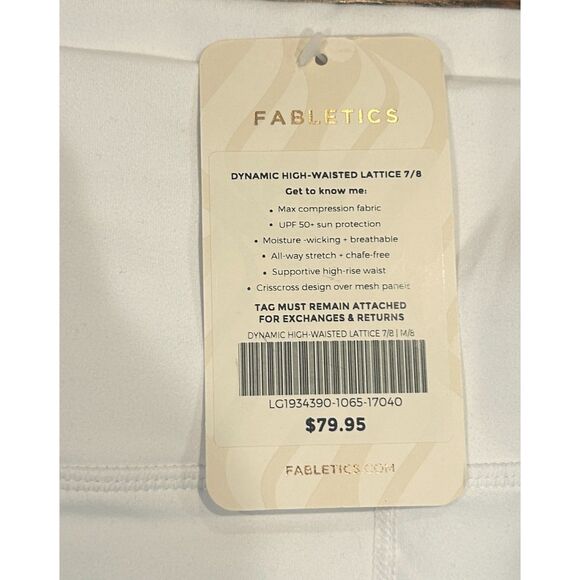 FABLETICS
DYNAMIC HIGH-WAISTED LATTICE 7/8
Get to know me:
• Max compression fabric
• UPF 50+ sun protection
• Moisture -wicking + breathable
• All-way stretch + chafe-free
• Supportive high-rise waist
• Crisscross design over mesh panels
TAG MUST REMAIN ATTACHED
FOR EXCHANGES & RETURNS
DYNAMIC HIGH-WAISTED LATTICE 7/8 | 14/8
LG1934390-1065-17040
$79.95
FABLETICS.COM